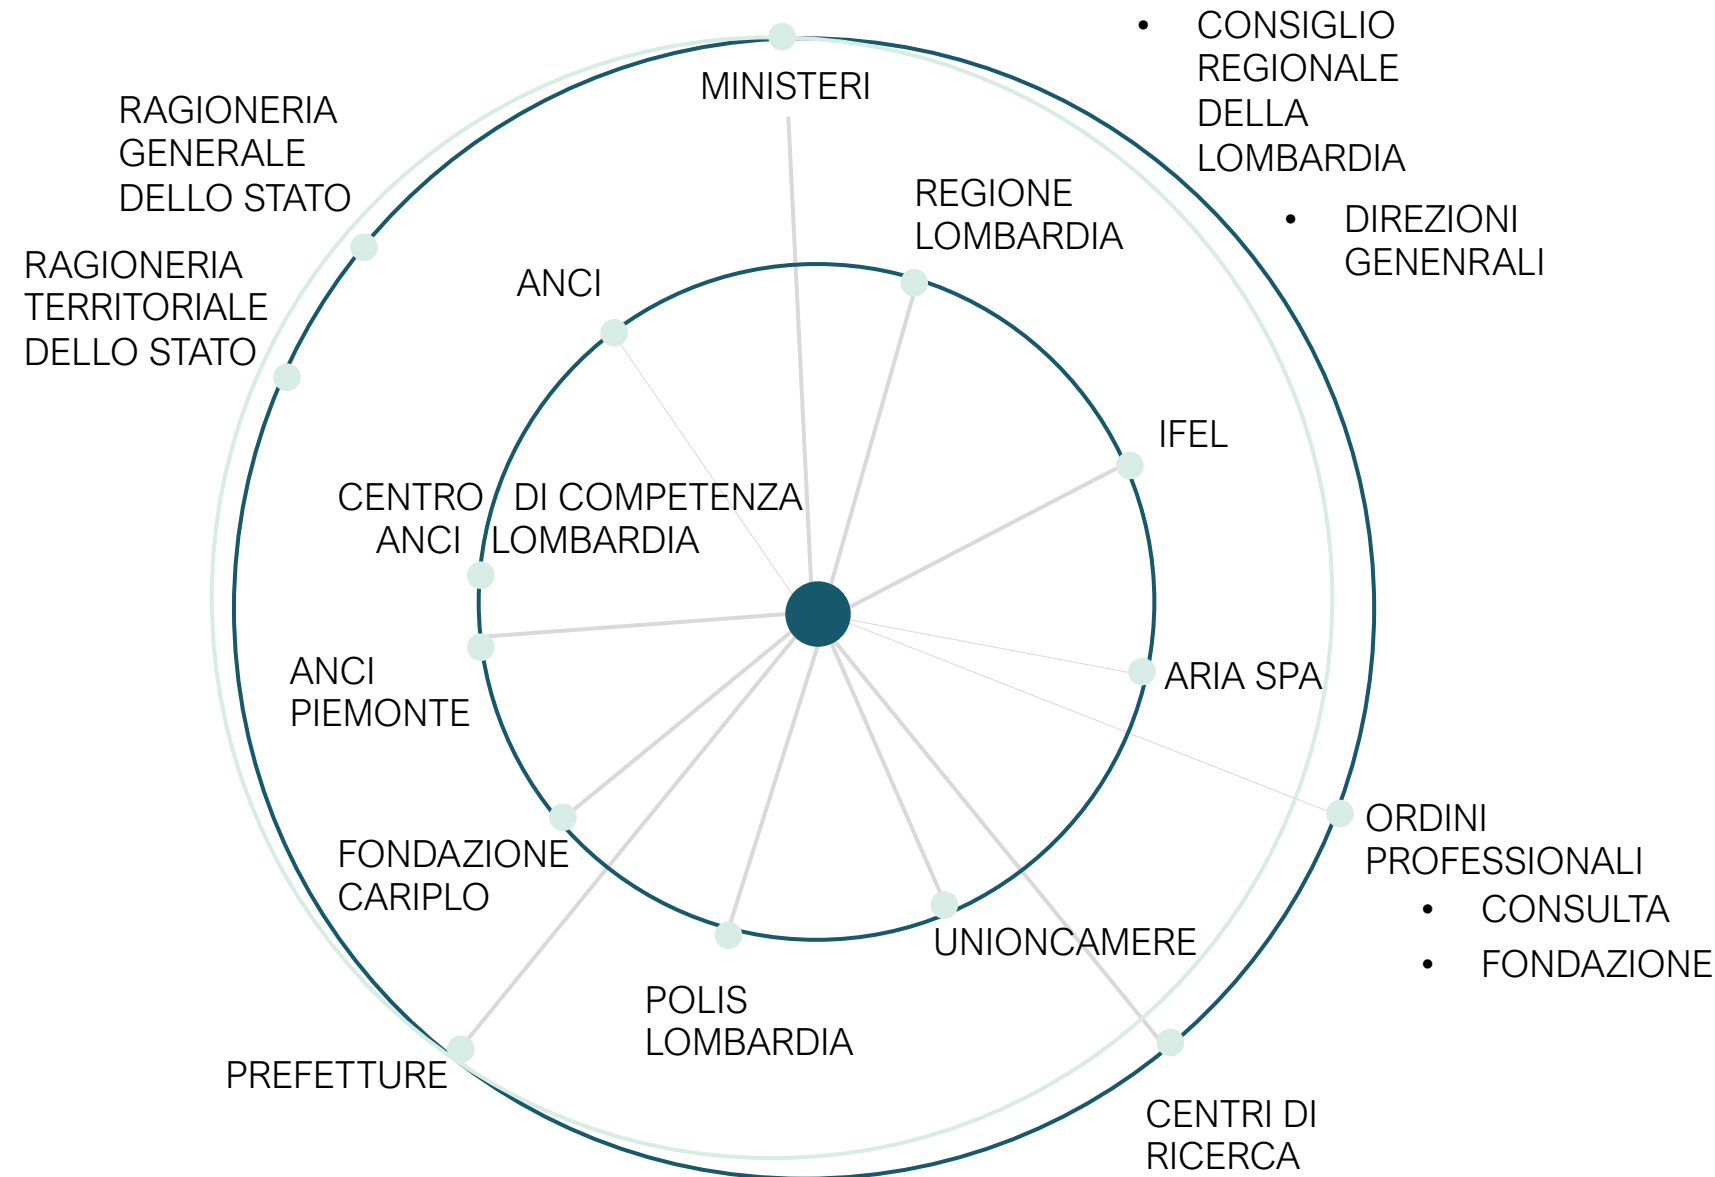 • CONSIGLIO
REGIONALE
DELLA
LOMBARDIA
• DIREZIONI
GENENRALI
MINISTERI
RAGIONERIA
GENERALE
DELLO STATO
REGIONE
LOMBARDIA
RAGIONERIA
TERRITORIALE
DELLO STATO
ANCI
IFEL
CENTRO DI COMPETENZA
ANCI LOMBARDIA
ANCI
PIEMONTE
ARIA SPA
ORDINI
PROFESSIONALI
• CONSULTA
• FONDAZIONE
FONDAZIONE
CARIPLO
UNIONCAMERE
POLIS
LOMBARDIA
PREFETTURE
CENTRI DI
RICERCA